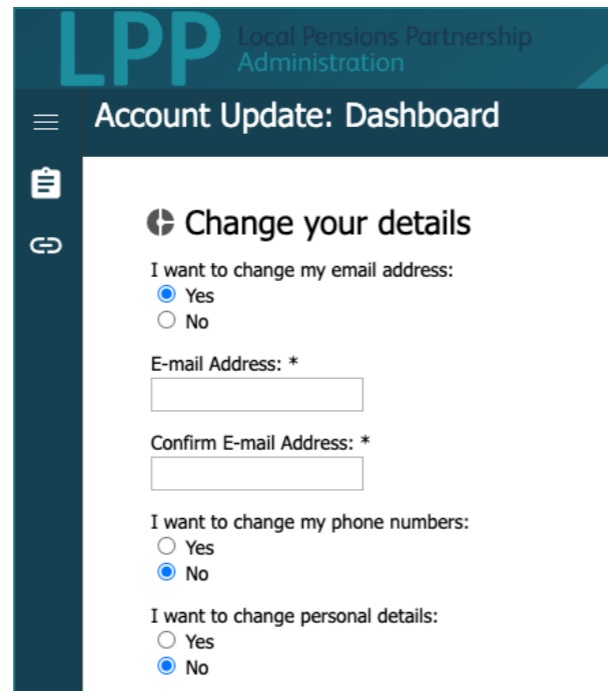 LPP
Local Pensions Partnership
Administration
Account Update: Dashboard
Change your details
I want to change my email address:
Yes
No
E-mail Address: *
Confirm E-mail Address: *
I want to change my phone numbers:
Yes
No
I want to change personal details:
Yes
No